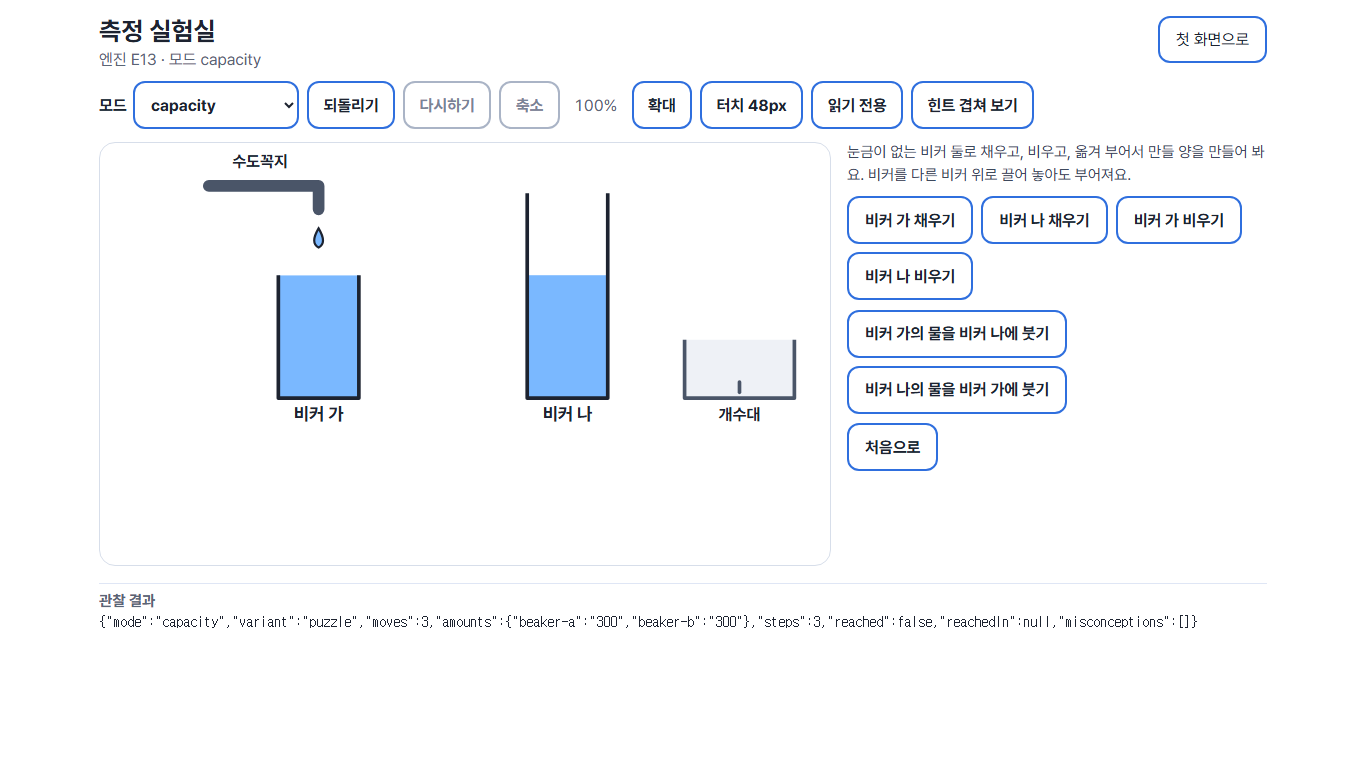 측정 실험실
엔진 E13 · 모드 capacity
첫 화면으로
모드 capacity 되돌리기 다시하기 축소 100% 확대 터치 48px 읽기 전용 힌트 겹쳐 보기
수도꼭지
비커 가
비커 나
개수대
눈금이 없는 비커 둘로 채우고, 비우고, 옮겨 부어서 만들 양을 만들어 봐
요. 비커를 다른 비커 위로 끌어 놓아도 부어져요.
비커 가 채우기 비커 나 채우기 비커 가 비우기
비커 나 비우기
비커 가의 물을 비커 나에 붓기
비커 나의 물을 비커 가에 붓기
처음으로
관찰 결과
{"mode":"capacity","variant":"puzzle","moves":3,"amounts":{"beaker-a":"300","beaker-b":"300"},"steps":3,"reached":false,"reachedIn":null,"misconceptions":[]}